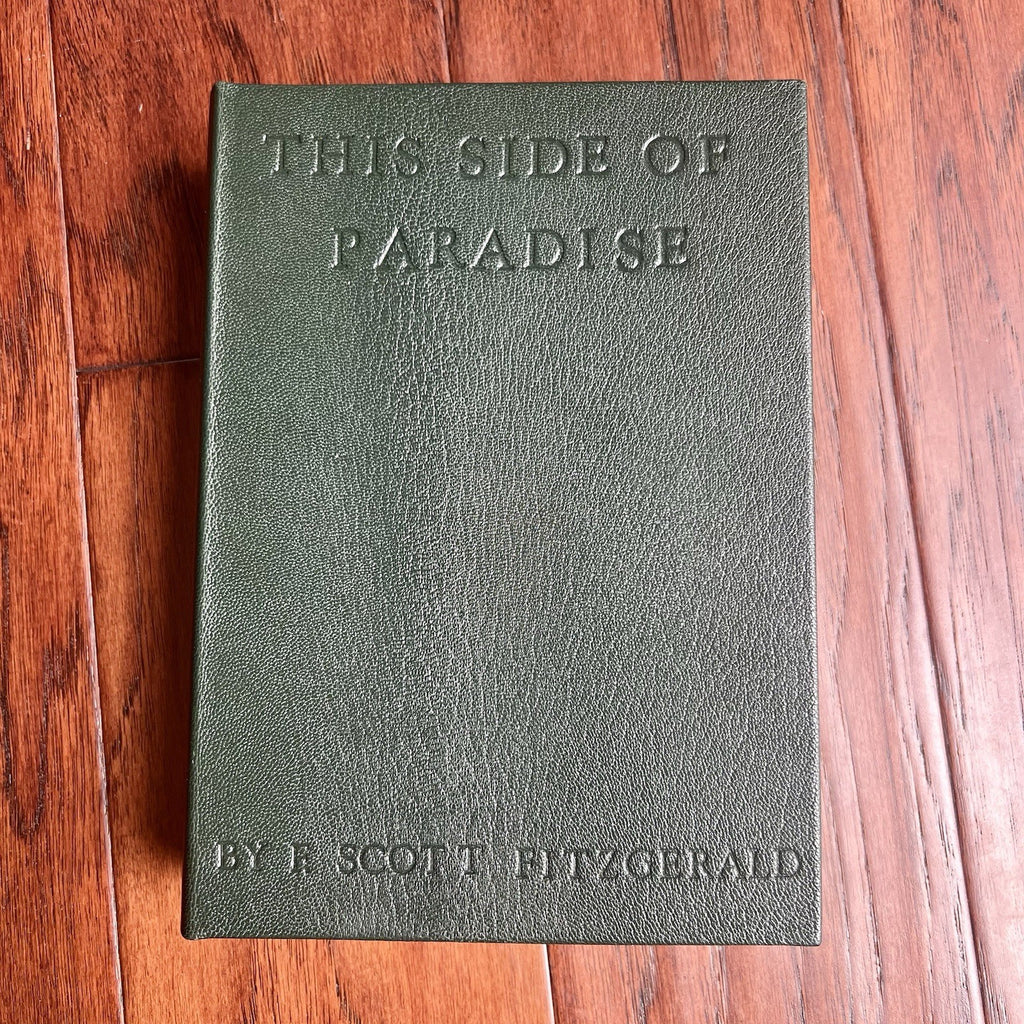 THIS SIDE OF
PARADISE
BY F SCOTT FITZGERALD